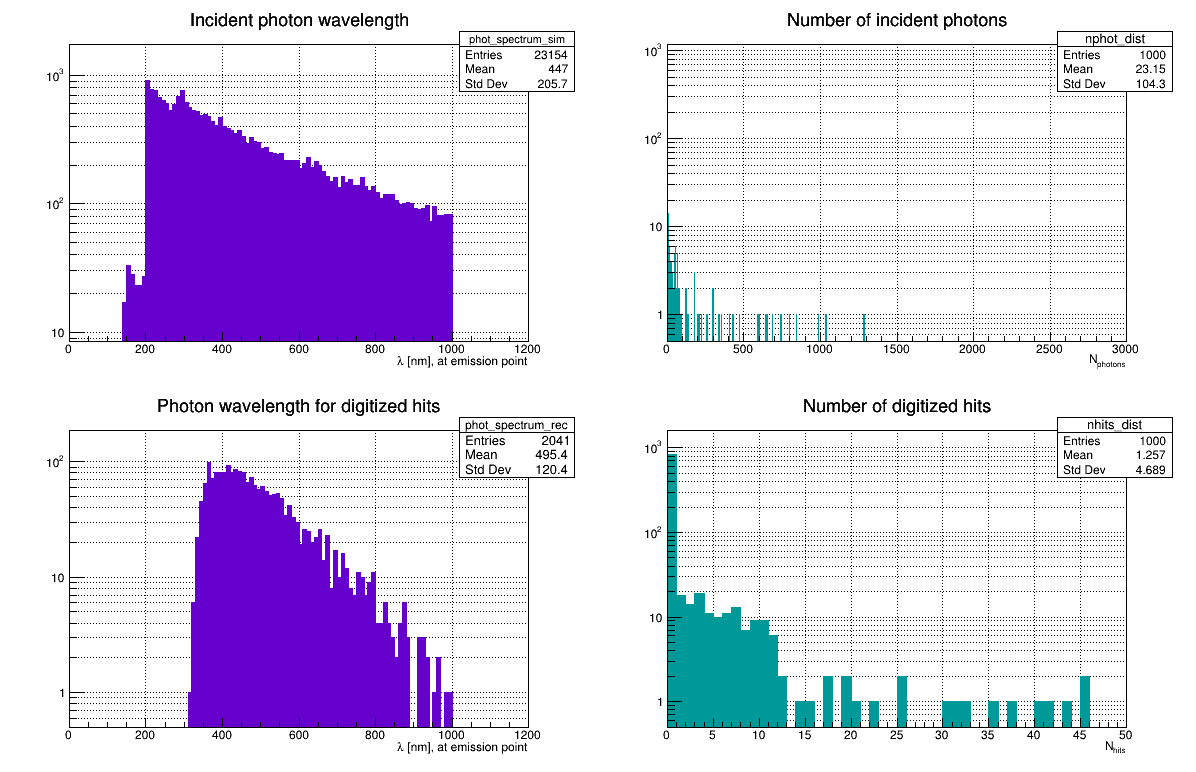 Incident photon wavelength
phot_spectrum_sim
Entries 23154
Mean 447
Std Dev 205.7
10³
10²
10
0 200 400 600 800 1000 1200
λ [nm], at emission point
Number of incident photons
nphot_dist
Entries 1000
Mean 23.15
Std Dev 104.3
10³
10²
10
1
0 500 1000 1500 2000 2500 3000
N_photons
Photon wavelength for digitized hits
phot_spectrum_rec
Entries 2041
Mean 495.4
Std Dev 120.4
10²
10
1
0 200 400 600 800 1000 1200
λ [nm], at emission point
Number of digitized hits
nhits_dist
Entries 1000
Mean 1.257
Std Dev 4.689
10³
10²
10
1
0 5 10 15 20 25 30 35 40 45 50
N_hits